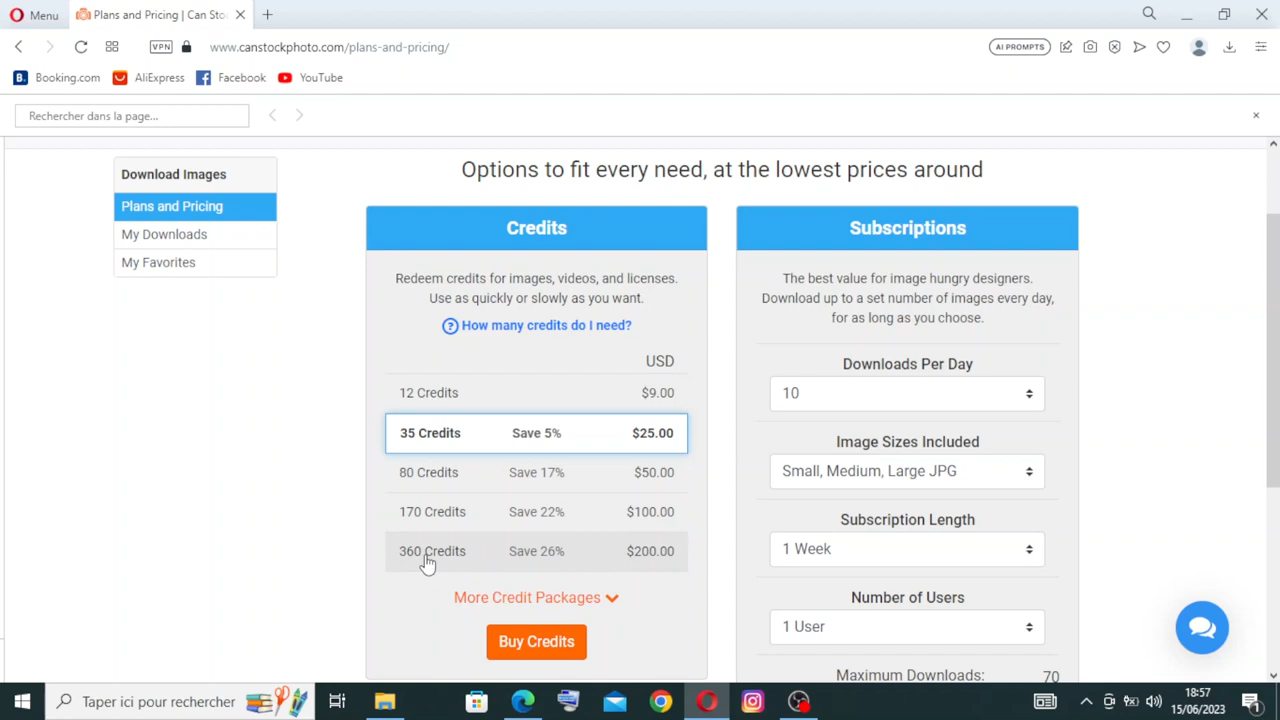 Menu
Plans and Pricing | Can Sto
VPN
www.canstockphoto.com/plans-and-pricing/
AI PROMPTS
B. Booking.com
AliExpress
Facebook
YouTube
Rechercher dans la page...
Download Images
Plans and Pricing
My Downloads
My Favorites
Options to fit every need, at the lowest prices around
Credits
Redeem credits for images, videos, and licenses.
Use as quickly or slowly as you want.
? How many credits do I need?
USD
12 Credits $9.00
35 Credits Save 5% $25.00
80 Credits Save 17% $50.00
170 Credits Save 22% $100.00
360 Credits Save 26% $200.00
More Credit Packages
Buy Credits
Subscriptions
The best value for image hungry designers.
Download up to a set number of images every day,
for as long as you choose.
Downloads Per Day
10
Image Sizes Included
Small, Medium, Large JPG
Subscription Length
1 Week
Number of Users
1 User
Maximum Downloads: 70
Taper ici pour rechercher
18:57
15/06/2023
1